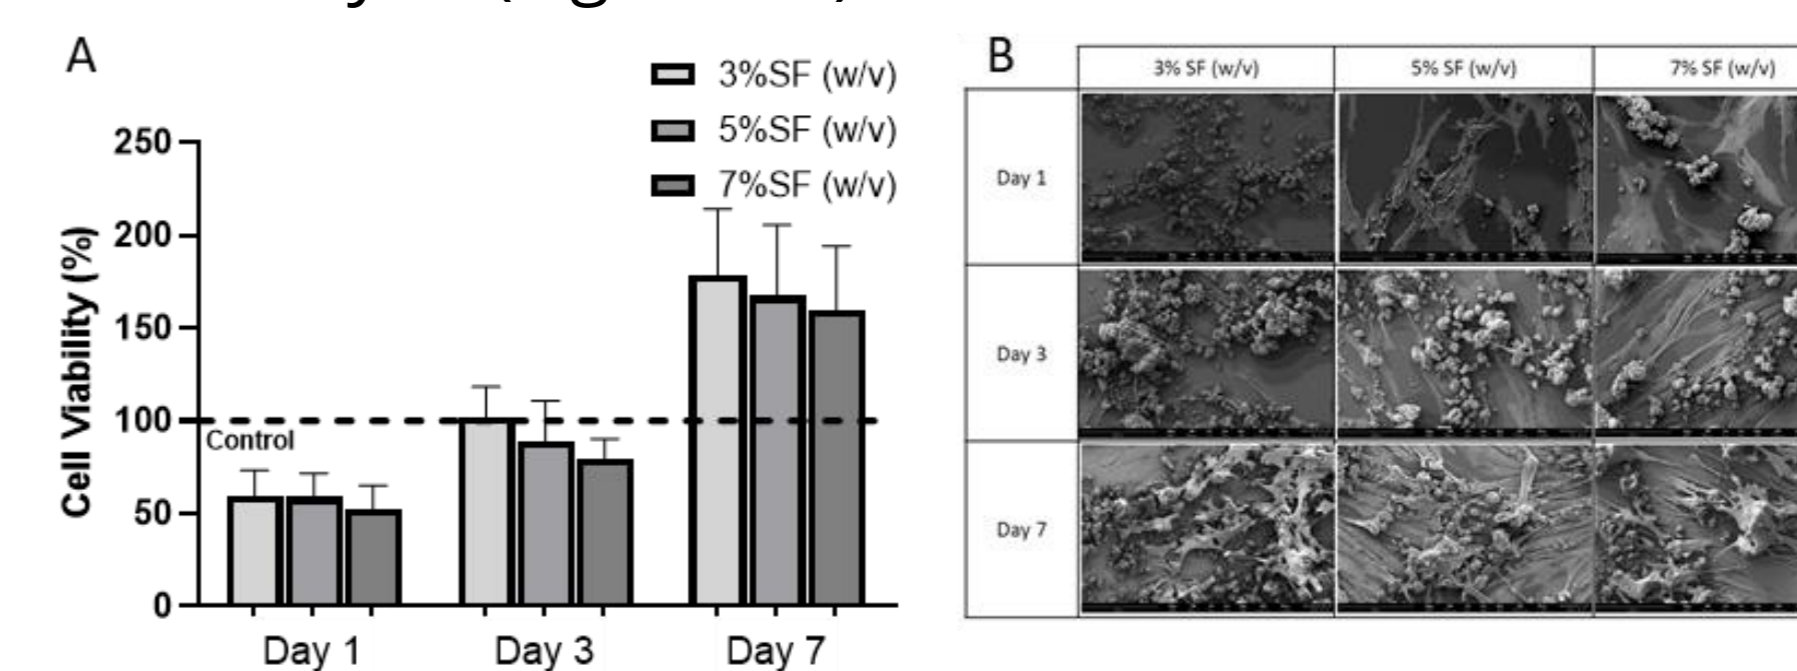 A
3%SF (w/v)
5%SF (w/v)
7%SF (w/v)
Cell Viability (%)
250
200
150
100
50
0
Control
Day 1
Day 3
Day 7
B
3% SF (w/v)
5% SF (w/v)
7% SF (w/v)
Day 1
Day 3
Day 7